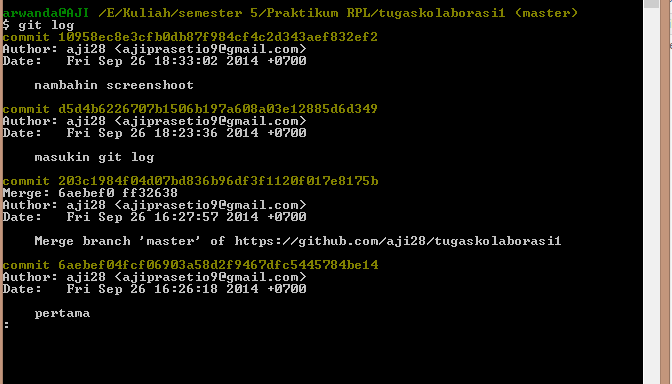 arwanda@AJI /E/Kuliah/semester 5/Praktikum RPL/tugaskolaborasi1 (master)
$ git log
commit 10958ec8e3cfb0db87f984cf4c2d343aef832ef2
Author: aji28 <ajiprasetio9@gmail.com>
Date:   Fri Sep 26 18:33:02 2014 +0700

    nambahin screenshoot

commit d5d4b6226707b1506b197a608a03e12885d6d349
Author: aji28 <ajiprasetio9@gmail.com>
Date:   Fri Sep 26 18:23:36 2014 +0700

    masukin git log

commit 203c1984f04d07bd836b96df3f1120f017e8175b
Merge: 6aebef0 ff32638
Author: aji28 <ajiprasetio9@gmail.com>
Date:   Fri Sep 26 16:27:57 2014 +0700

    Merge branch 'master' of https://github.com/aji28/tugaskolaborasi1

commit 6aebef04fcf06903a58d2f9467dfc5445784be14
Author: aji28 <ajiprasetio9@gmail.com>
Date:   Fri Sep 26 16:26:18 2014 +0700

    pertama
: